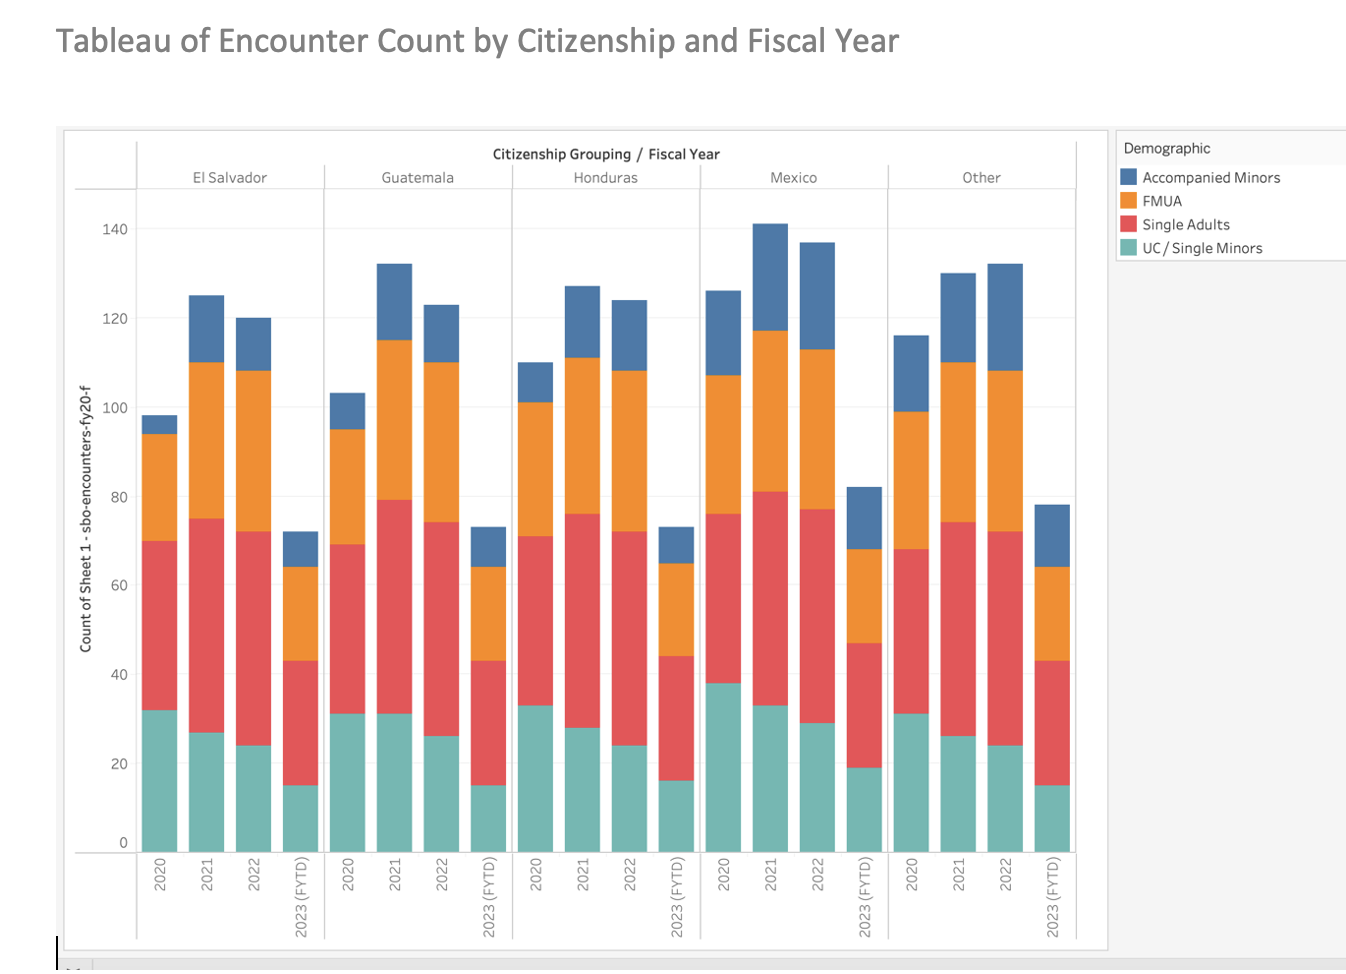 Tableau of Encounter Count by Citizenship and Fiscal Year
Citizenship Grouping / Fiscal Year
El Salvador Guatemala Honduras Mexico Other
Demographic
Accompanied Minors
FMUA
Single Adults
UC / Single Minors
Count of Sheet 1 - sbo-encounters-fy20-f
140
120
100
80
60
40
20
0
2020 2021 2022 2023 (FYTD) 2020 2021 2022 2023 (FYTD) 2020 2021 2022 2023 (FYTD) 2020 2021 2022 2023 (FYTD) 2020 2021 2022 2023 (FYTD)